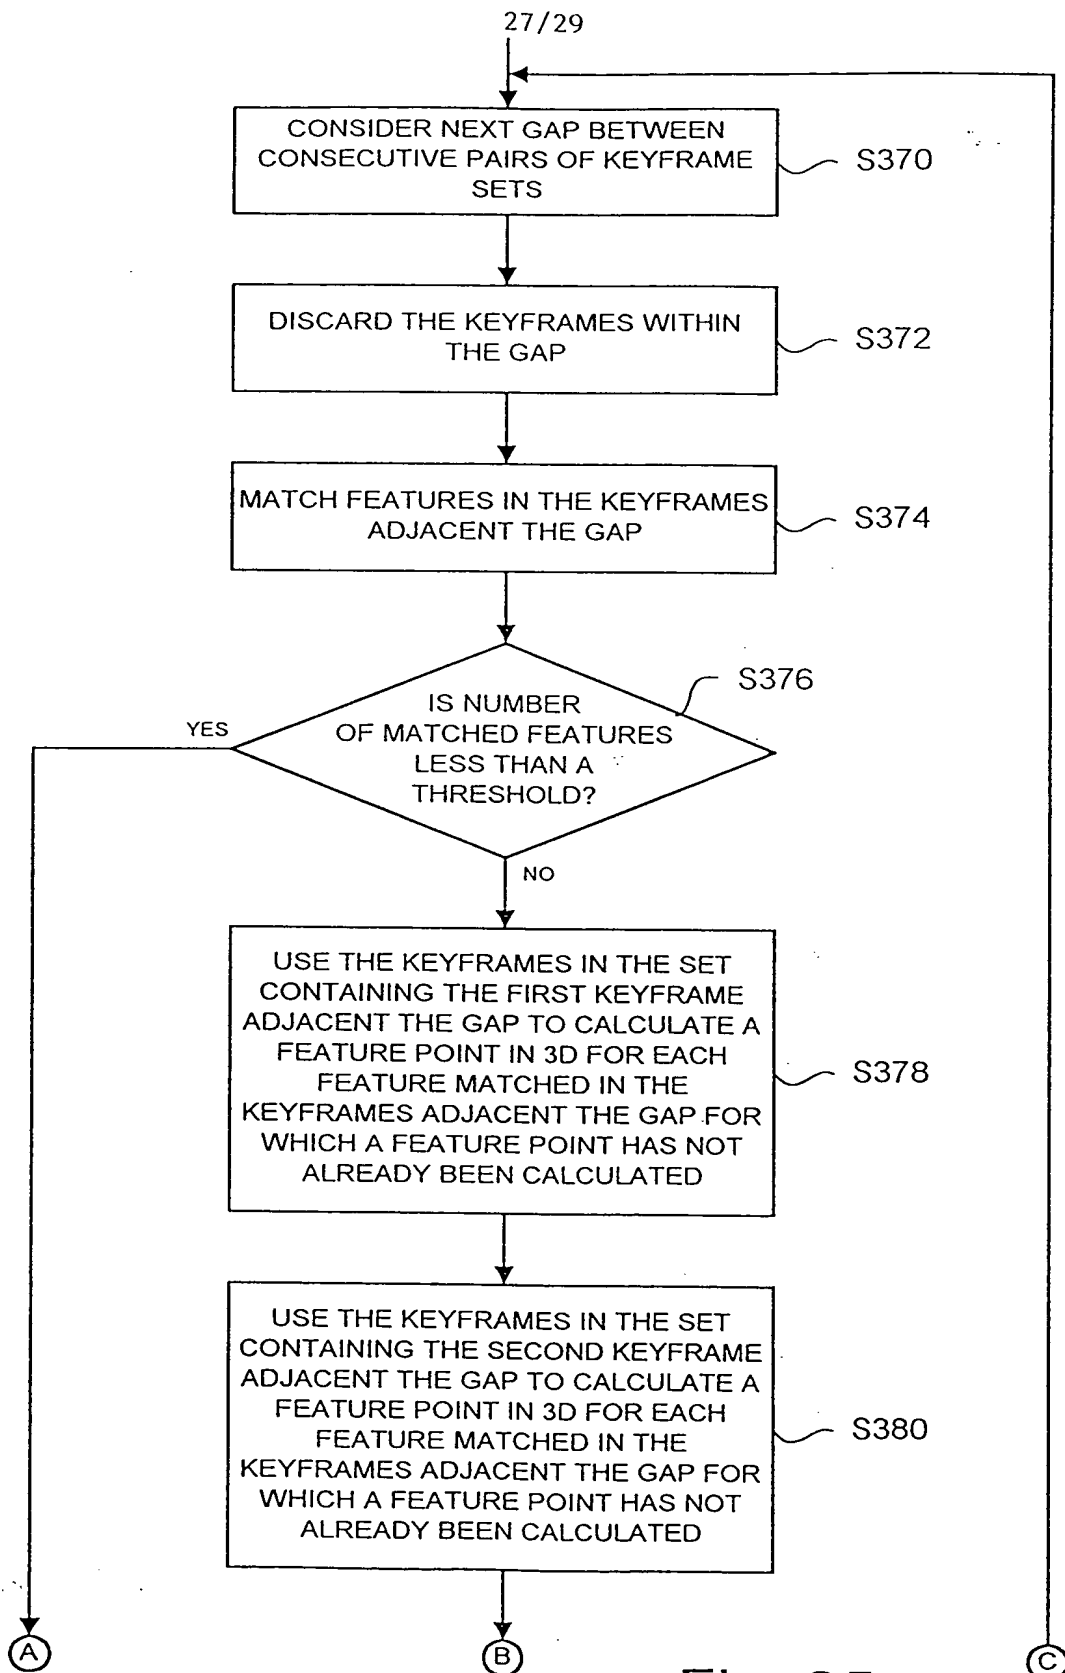 27/29
CONSIDER NEXT GAP BETWEEN
CONSECUTIVE PAIRS OF KEYFRAME
SETS
S370
DISCARD THE KEYFRAMES WITHIN
THE GAP
S372
MATCH FEATURES IN THE KEYFRAMES
ADJACENT THE GAP
S374
IS NUMBER
OF MATCHED FEATURES
LESS THAN A
THRESHOLD?
S376
YES
NO
USE THE KEYFRAMES IN THE SET
CONTAINING THE FIRST KEYFRAME
ADJACENT THE GAP TO CALCULATE A
FEATURE POINT IN 3D FOR EACH
FEATURE MATCHED IN THE
KEYFRAMES ADJACENT THE GAP FOR
WHICH A FEATURE POINT HAS NOT
ALREADY BEEN CALCULATED
S378
USE THE KEYFRAMES IN THE SET
CONTAINING THE SECOND KEYFRAME
ADJACENT THE GAP TO CALCULATE A
FEATURE POINT IN 3D FOR EACH
FEATURE MATCHED IN THE
KEYFRAMES ADJACENT THE GAP FOR
WHICH A FEATURE POINT HAS NOT
ALREADY BEEN CALCULATED
S380
A
B
C